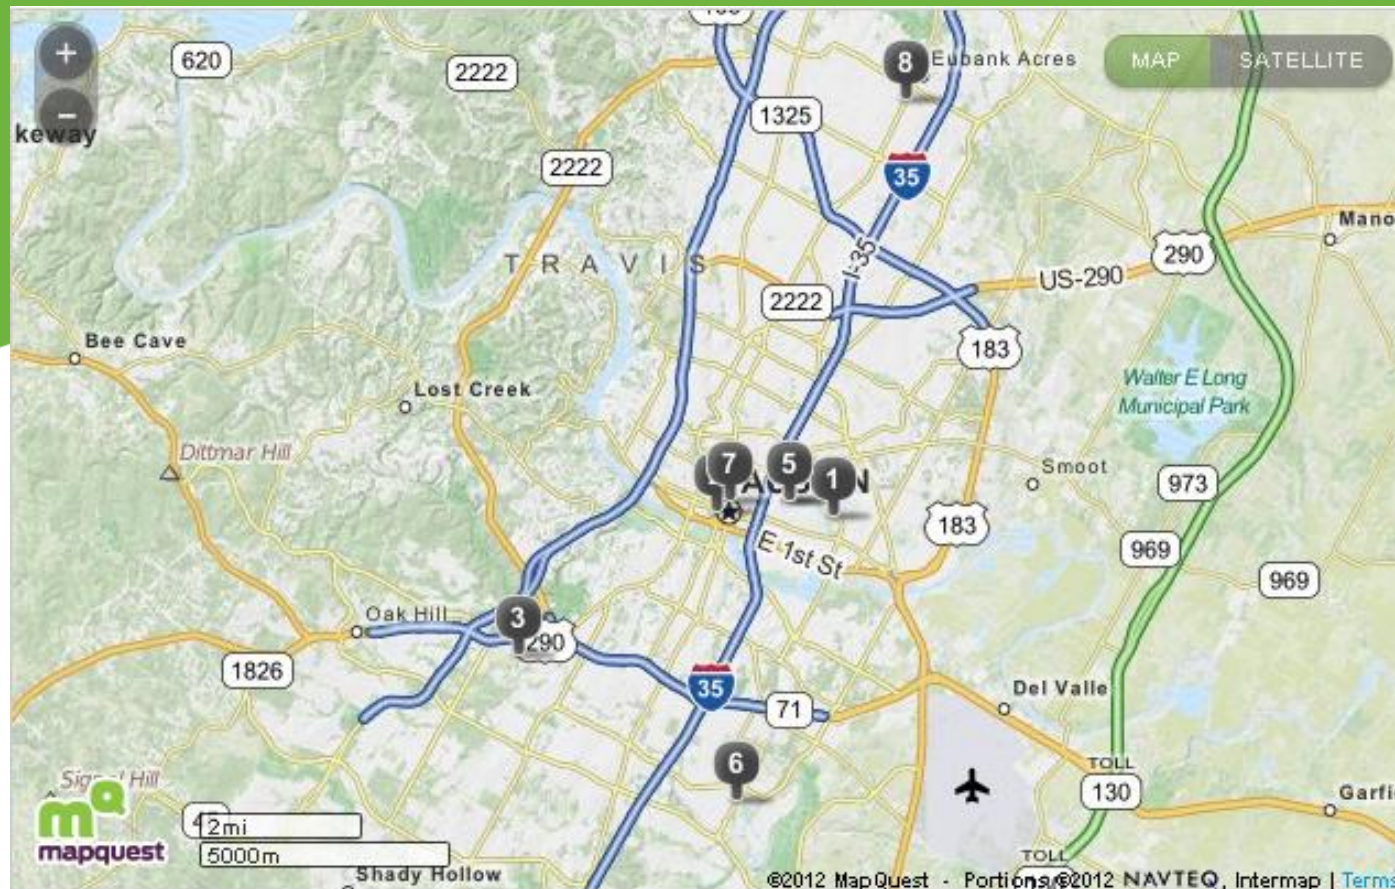 620
2222
8
Eubank Acres
MAP
SATELLITE
keway
1325
2222
35
TRAVIS
I-35
290
Mano
US-290
2222
183
Bee Cave
Lost Creek
Walter E Long
Municipal Park
Dittmar Hill
7
5
1
Smoot
973
183
E 1st St
969
969
Oak Hill
3
290
1826
35
71
Del Valle
6
TOLL
130
Garfi
mq
mapquest
2mi
5000m
Shady Hollow
TOLL
©2012 MapQuest - Portions ©2012 NAVTEQ, Intermap | Terms